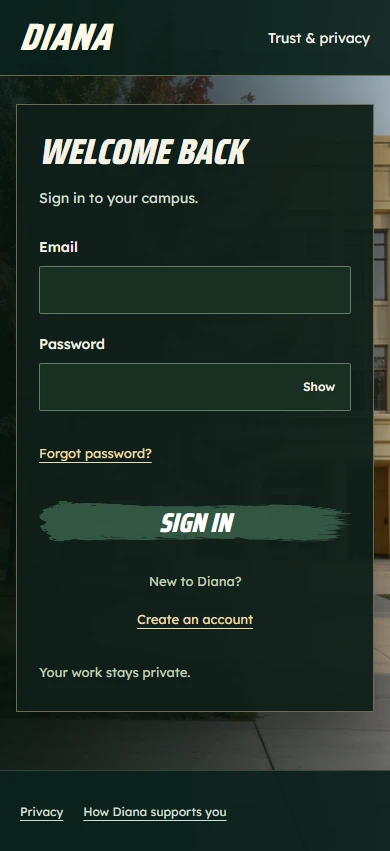 DIANA
Trust & privacy
WELCOME BACK
Sign in to your campus.
Email
Password
Show
Forgot password?
SIGN IN
New to Diana?
Create an account
Your work stays private.
Privacy
How Diana supports you